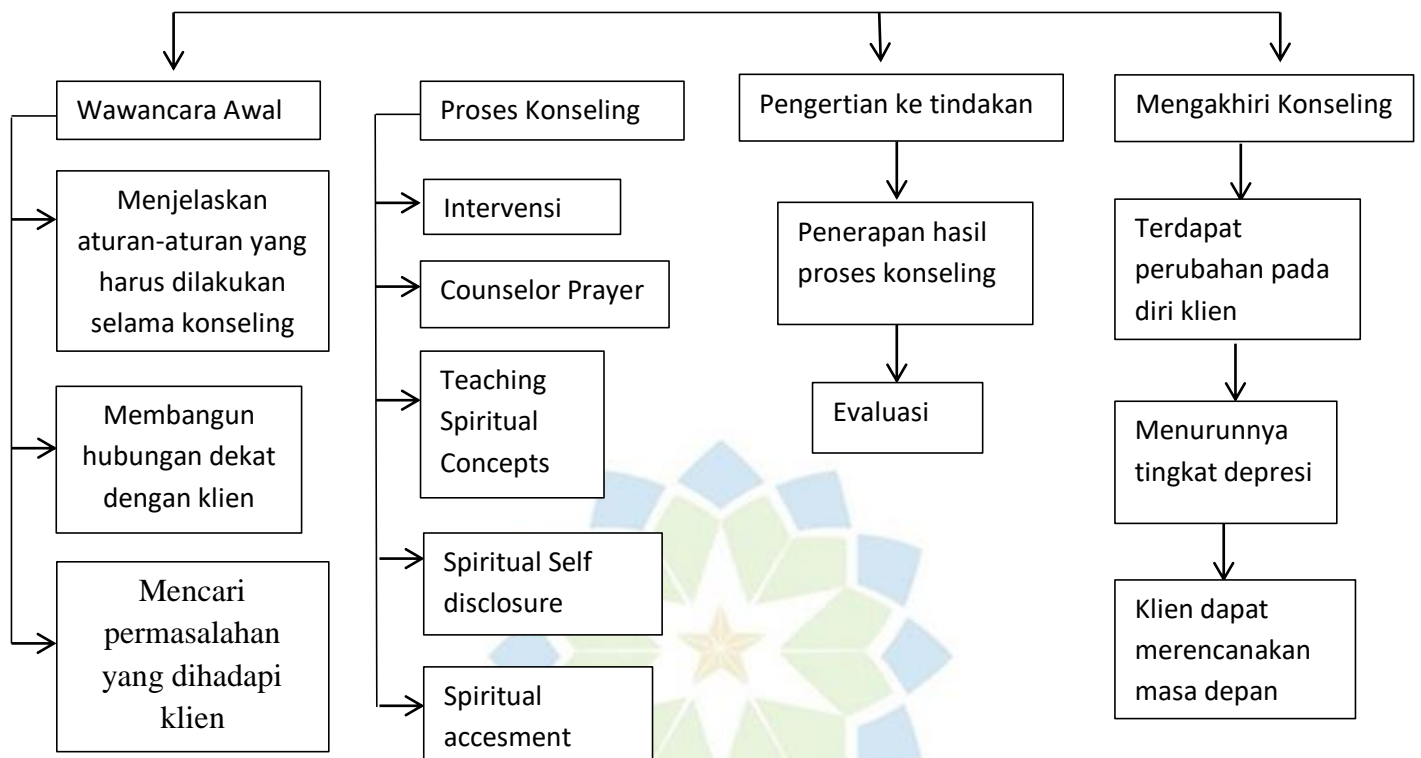 Wawancara Awal
Menjelaskan
aturan-aturan yang
harus dilakukan
selama konseling
Membangun
hubungan dekat
dengan klien
Mencari
permasalahan
yang dihadapi
klien
Proses Konseling
Intervensi
Counselor Prayer
Teaching
Spiritual
Concepts
Spiritual Self
disclosure
Spiritual
accesment
Pengertian ke tindakan
Penerapan hasil
proses konseling
Evaluasi
Mengakhiri Konseling
Terdapat
perubahan pada
diri klien
Menurunnya
tingkat depresi
Klien dapat
merencanakan
masa depan